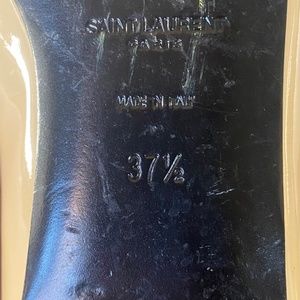 SAINT LAURENT
PARIS
MADE IN ITALY
37½